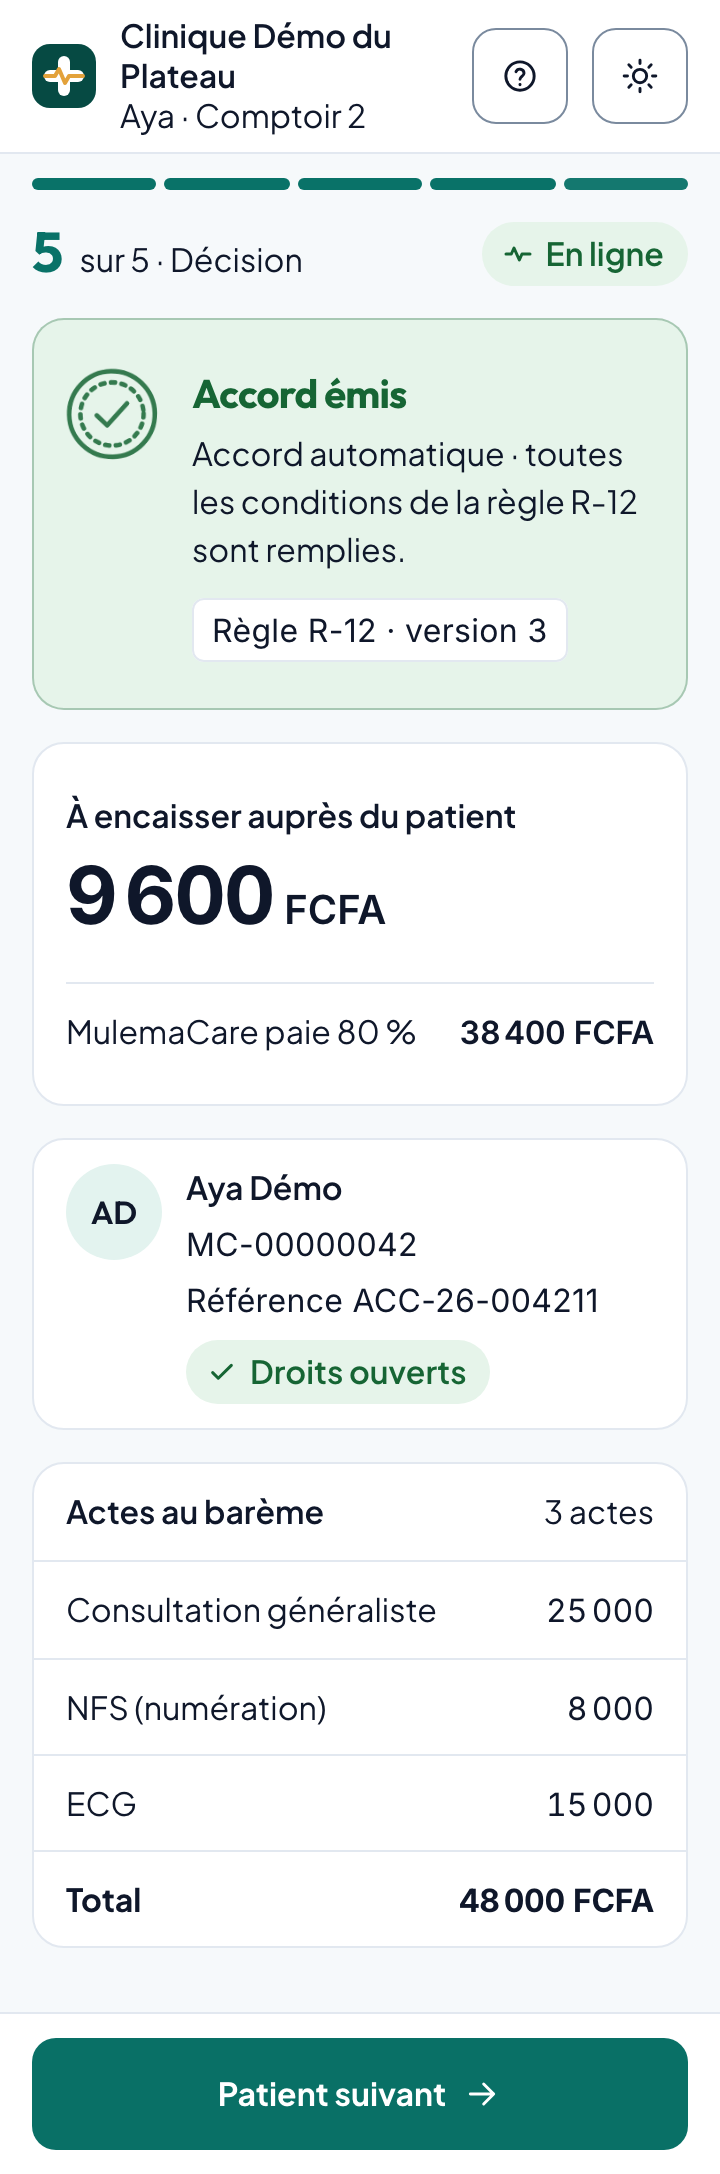 Clinique Démo du
Plateau
Aya · Comptoir 2
5 sur 5 · Décision
En ligne
Accord émis
Accord automatique · toutes
les conditions de la règle R-12
sont remplies.
Règle R-12 · version 3
À encaisser auprès du patient
9 600 FCFA
MulemaCare paie 80 % 38 400 FCFA
AD
Aya Démo
MC-00000042
Référence ACC-26-004211
Droits ouverts
Actes au barème 3 actes
Consultation généraliste 25 000
NFS (numération) 8 000
ECG 15 000
Total 48 000 FCFA
Patient suivant →